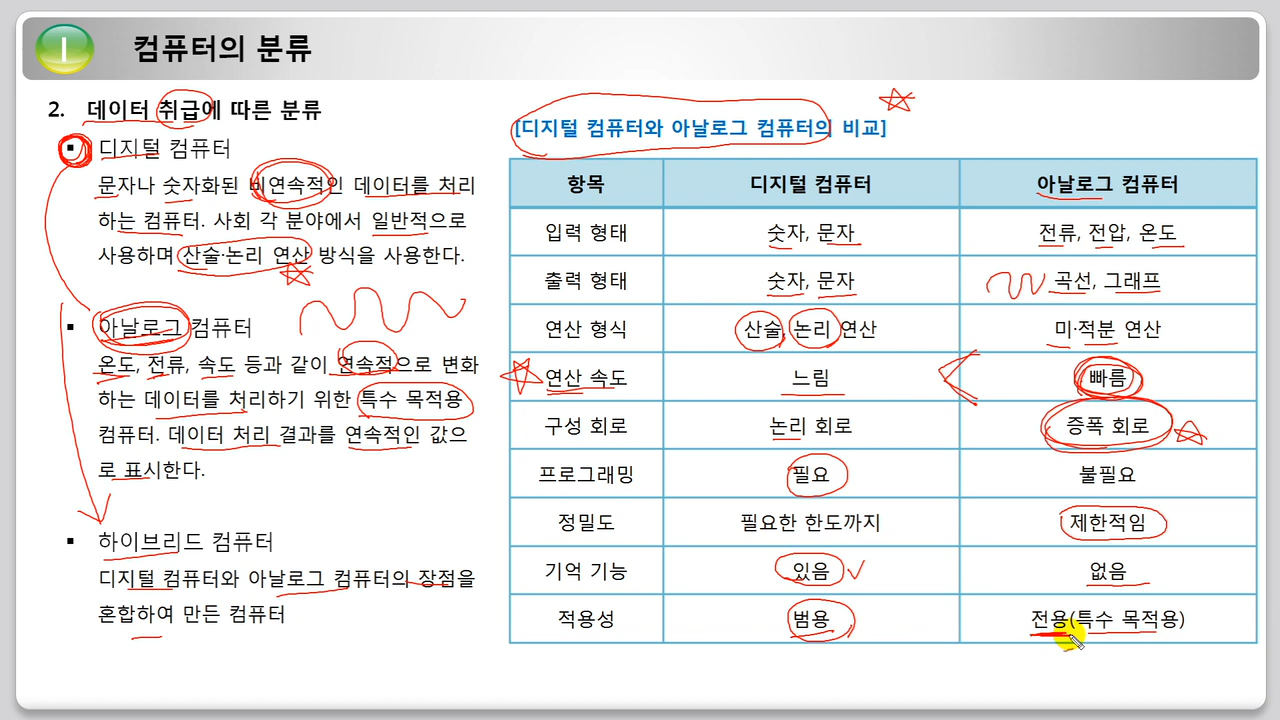 I
컴퓨터의 분류
2. 데이터 취급에 따른 분류
▪ 디지털 컴퓨터
문자나 숫자화된 비연속적인 데이터를 처리
하는 컴퓨터. 사회 각 분야에서 일반적으로
사용하며 산술·논리 연산 방식을 사용한다.
▪ 아날로그 컴퓨터
온도, 전류, 속도 등과 같이 연속적으로 변화
하는 데이터를 처리하기 위한 특수 목적용
컴퓨터. 데이터 처리 결과를 연속적인 값으
로 표시한다.
▪ 하이브리드 컴퓨터
디지털 컴퓨터와 아날로그 컴퓨터의 장점을
혼합하여 만든 컴퓨터
[디지털 컴퓨터와 아날로그 컴퓨터의 비교]
항목 디지털 컴퓨터 아날로그 컴퓨터
입력 형태 숫자, 문자 전류, 전압, 온도
출력 형태 숫자, 문자 곡선, 그래프
연산 형식 산술, 논리 연산 미·적분 연산
연산 속도 느림 빠름
구성 회로 논리 회로 증폭 회로
프로그래밍 필요 불필요
정밀도 필요한 한도까지 제한적임
기억 기능 있음 없음
적용성 범용 전용(특수 목적용)